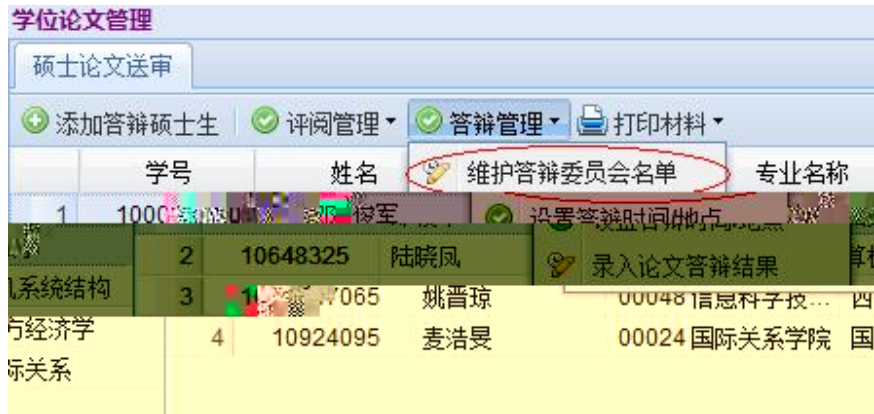 学位论文管理
硕士论文送审
添加答辩硕士生 评阅管理 答辩管理 打印材料
学号 姓名 维护答辩委员会名单 专业名称
1 1000 俊军 设置答辩时间/地点
2 10648325 陆晓凤 录入论文答辩结果
系统结构 3 7065 姚晋琼 00048 信息科学技...
经济学 4 10924095 麦浩旻 00024 国际关系学院 国
际关系